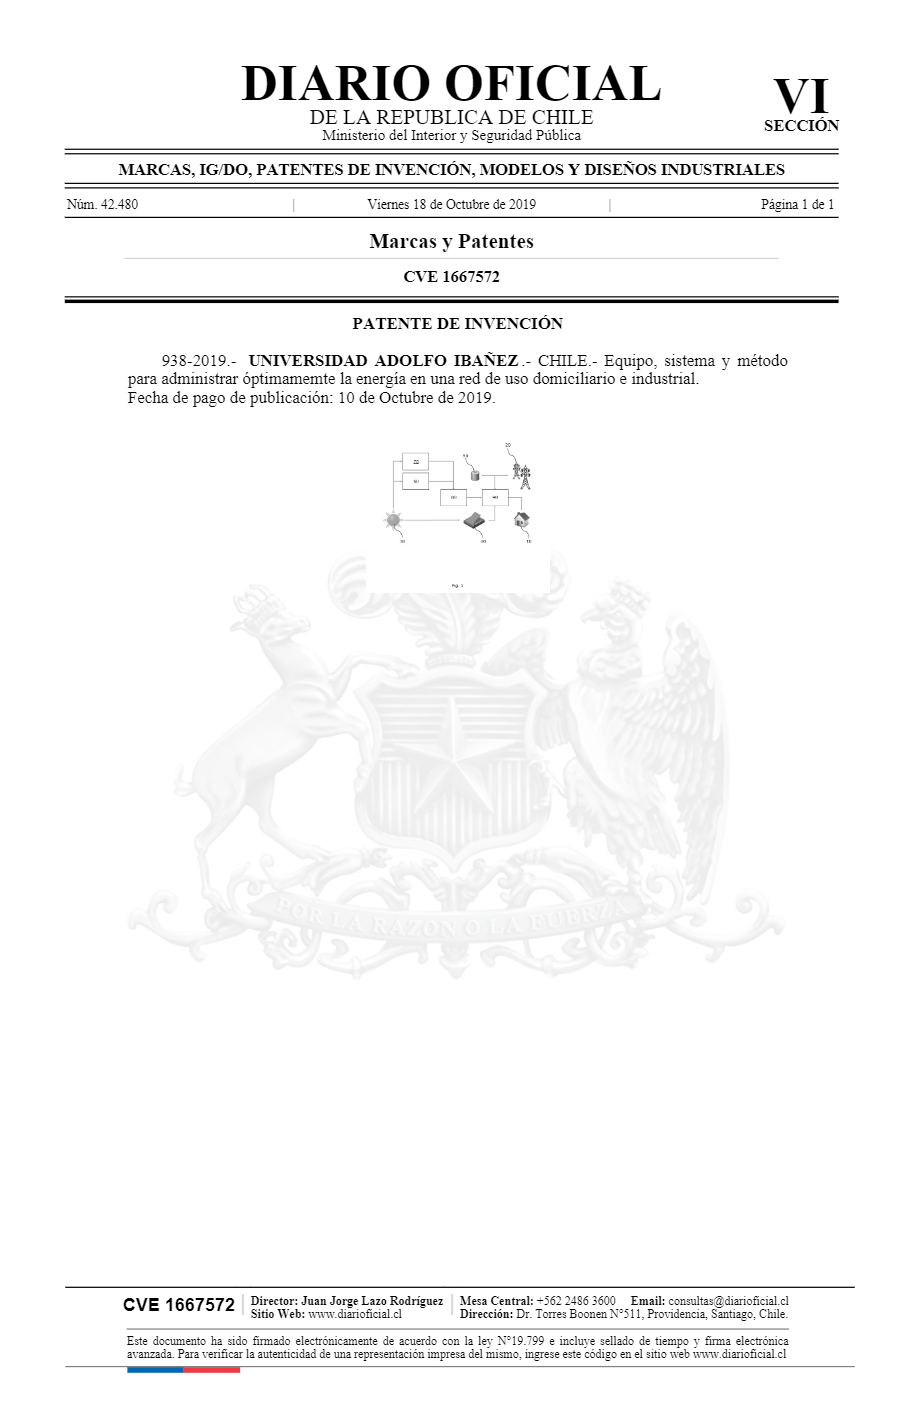 DIARIO OFICIAL
DE LA REPUBLICA DE CHILE
Ministerio del Interior y Seguridad Pública
VI
SECCIÓN
MARCAS, IG/DO, PATENTES DE INVENCIÓN, MODELOS Y DISEÑOS INDUSTRIALES
Núm. 42.480 | Viernes 18 de Octubre de 2019 | Página 1 de 1
Marcas y Patentes
CVE 1667572
PATENTE DE INVENCIÓN
938-2019.- UNIVERSIDAD ADOLFO IBAÑEZ.- CHILE.- Equipo, sistema y método
para administrar óptimamemte la energía en una red de uso domiciliario e industrial.
Fecha de pago de publicación: 10 de Octubre de 2019.
20
POR LA RAZON O LA FUERZA
CVE 1667572
Director: Juan Jorge Lazo Rodríguez
Sitio Web: www.diarioficial.cl
Mesa Central: +562 2486 3600 Email: consultas@diarioficial.cl
Dirección: Dr. Torres Boonen N°511, Providencia, Santiago, Chile.
Este documento ha sido firmado electrónicamente de acuerdo con la ley N°19.799 e incluye sellado de tiempo y firma electrónica
avanzada. Para verificar la autenticidad de una representación impresa del mismo, ingrese este código en el sitio web www.diarioficial.cl